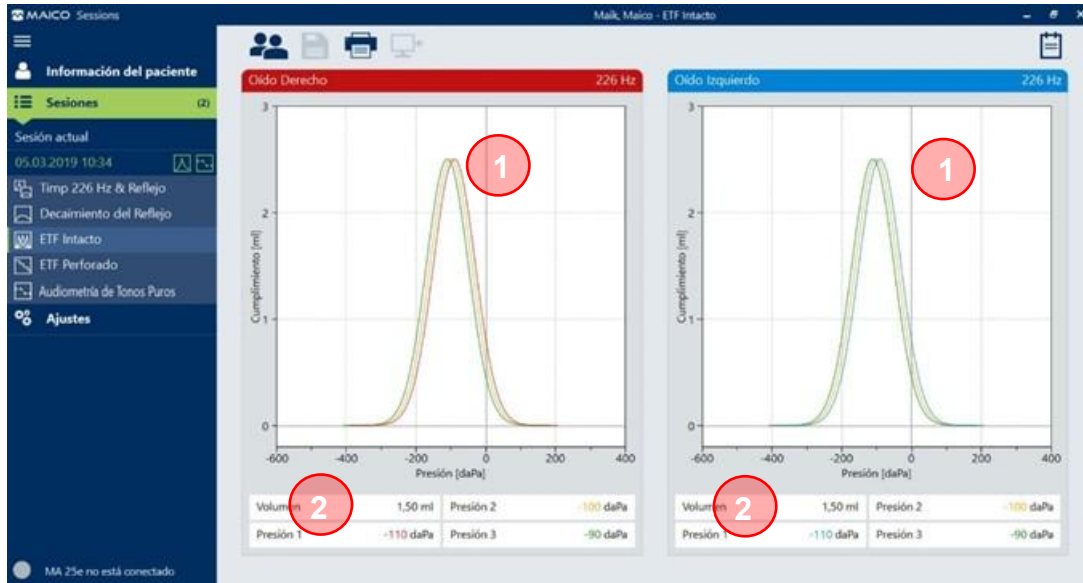 MAICO Sessions
Maik, Maico - ETF Intacto
Información del paciente
Sesiones (2)
Sesión actual
05.03.2019 10:34
Timp 226 Hz & Reflejo
Decaimiento del Reflejo
ETF Intacto
ETF Perforado
Audiometría de Tonos Puros
Ajustes
MA 25e no está conectado
Oído Derecho 226 Hz
3
2
1
0
Cumplimiento [ml]
1
-600 -400 -200 0 200 400
Presión [daPa]
Volumen 1,50 ml Presión 2 -100 daPa
2
Presión 1 -110 daPa Presión 3 -90 daPa
Oído Izquierdo 226 Hz
3
2
1
0
Cumplimiento [ml]
1
-600 -400 -200 0 200 400
Presión [daPa]
Volumen 1,50 ml Presión 2 -100 daPa
2
Presión 1 -110 daPa Presión 3 -90 daPa